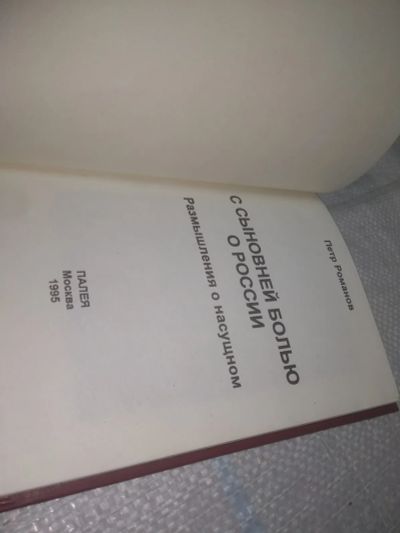 Петр Романов
С СЫНОВНЕЙ БОЛЬЮ
О РОССИИ
Размышления о насущном
ПАЛЕЯ
Москва
1995